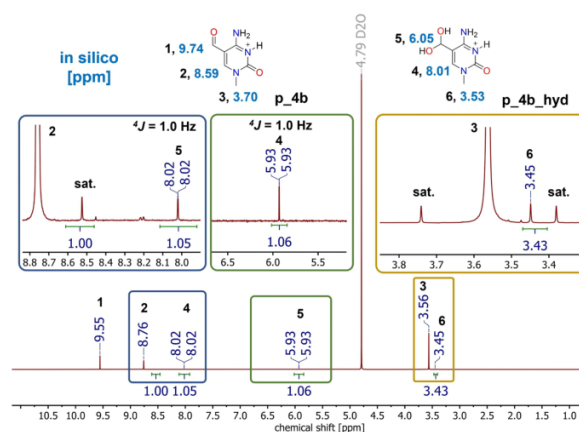 in silico
[ppm]
1, 9.74
2, 8.59
3, 3.70
O
NH2
N
+
H
N
O
p_4b
4.79 D2O
5, 6.05
4, 8.01
6, 3.53
OH
HO
NH2
N
+
H
N
O
p_4b_hyd
2
4J = 1.0 Hz
5
8.02
8.02
sat.
1.00
1.05
8.8 8.7 8.6 8.5 8.4 8.3 8.2 8.1 8.0
4J = 1.0 Hz
4
5.93
5.93
1.06
6.5 6.0 5.5
3
6
3.45
sat.
sat.
3.43
3.8 3.7 3.6 3.5 3.4
1
9.55
2
8.76
4
8.02
8.02
1.00 1.05
5
5.93
5.93
1.06
3
3.56
6
3.45
3.43
10.5 9.5 9.0 8.5 8.0 7.5 7.0 6.5 6.0 5.5 5.0 4.5 4.0 3.5 3.0 2.5 2.0 1.5 1.0
chemical shift [ppm]